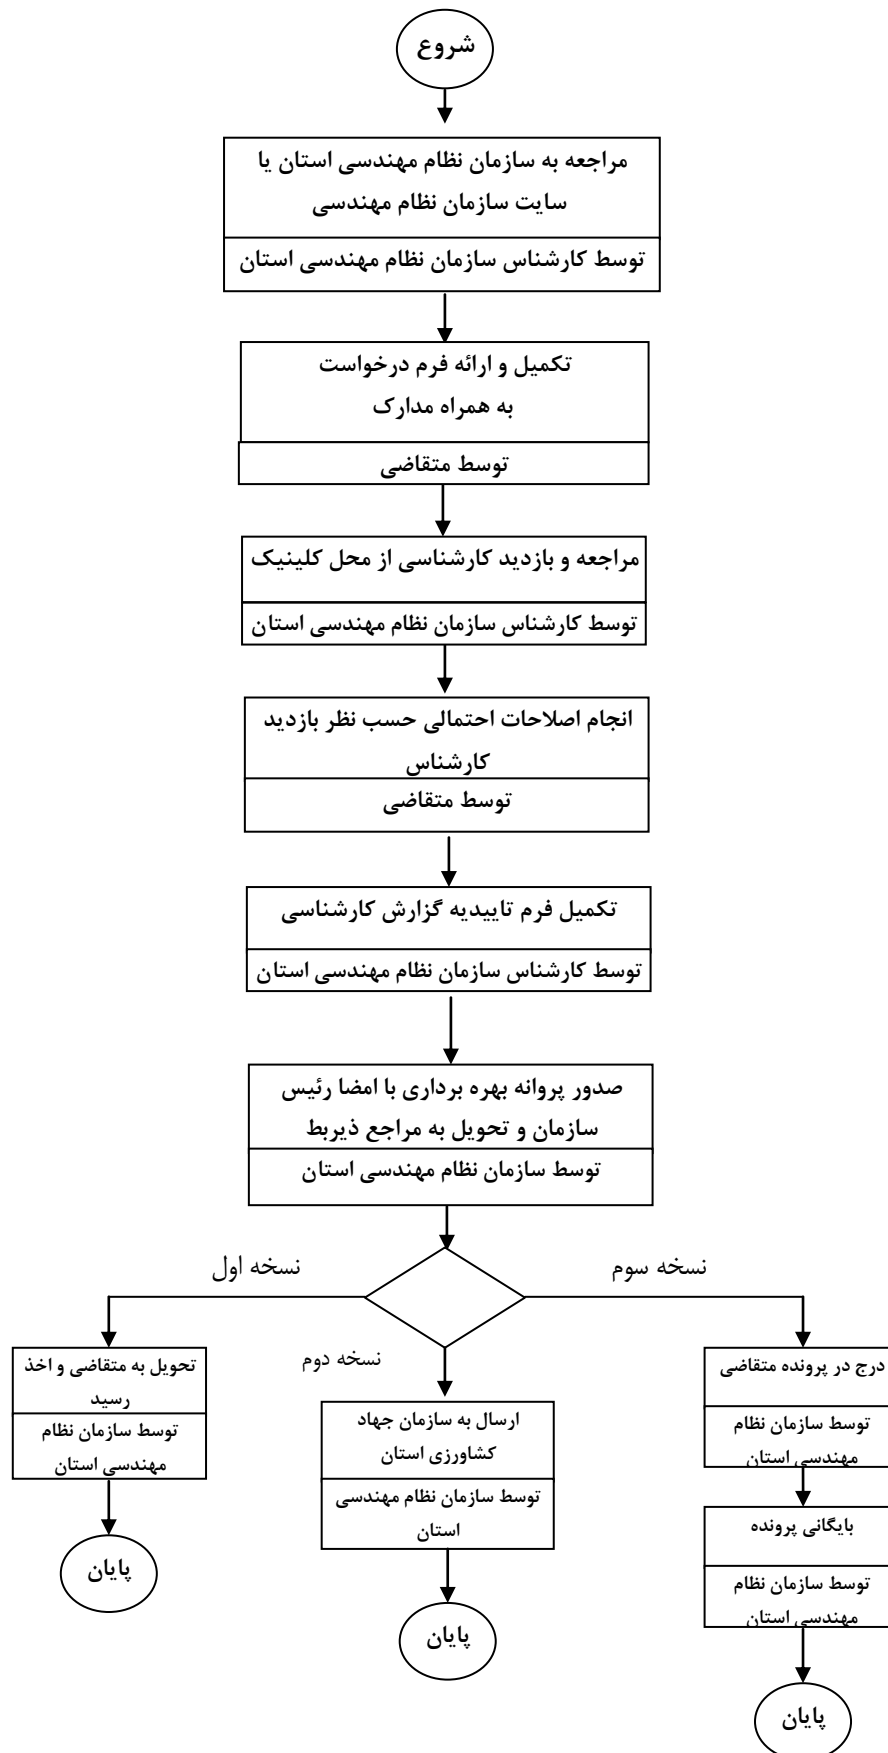 شروع
مراجعه به سازمان نظام مهندسی استان یا
سایت سازمان نظام مهندسی
توسط کارشناس سازمان نظام مهندسی استان
تکمیل و ارائه فرم درخواست
به همراه مدارک
توسط متقاضی
مراجعه و بازدید کارشناسی از محل کلینیک
توسط کارشناس سازمان نظام مهندسی استان
انجام اصلاحات احتمالی حسب نظر بازدید
کارشناس
توسط متقاضی
تکمیل فرم تاییدیه گزارش کارشناسی
توسط کارشناس سازمان نظام مهندسی استان
صدور پروانه بهره برداری با امضا رئیس
سازمان و تحویل به مراجع ذیربط
توسط سازمان نظام مهندسی استان
نسخه سوم
درج در پرونده متقاضی
توسط سازمان نظام
مهندسی استان
بایگانی پرونده
توسط سازمان نظام
مهندسی استان
پایان
نسخه دوم
ارسال به سازمان جهاد
کشاورزی استان
توسط سازمان نظام مهندسی
استان
پایان
نسخه اول
تحویل به متقاضی و اخذ
رسید
توسط سازمان نظام
مهندسی استان
پایان